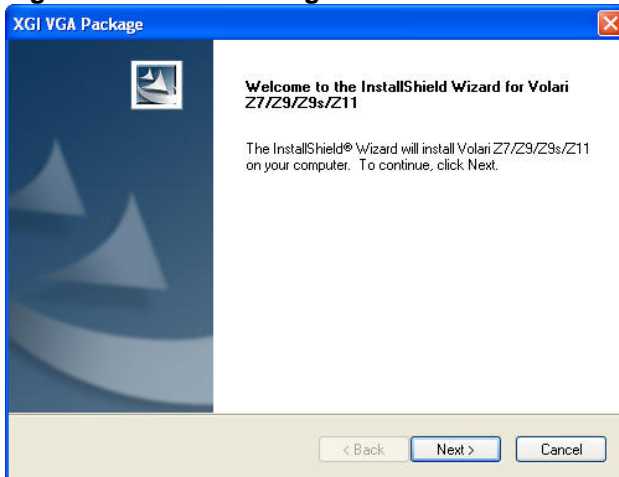 XGI VGA Package
Welcome to the InstallShield Wizard for Volari
Z7/Z9/Z9s/Z11
The InstallShield® Wizard will install Volari Z7/Z9/Z9s/Z11
on your computer. To continue, click Next.
< Back Next > Cancel